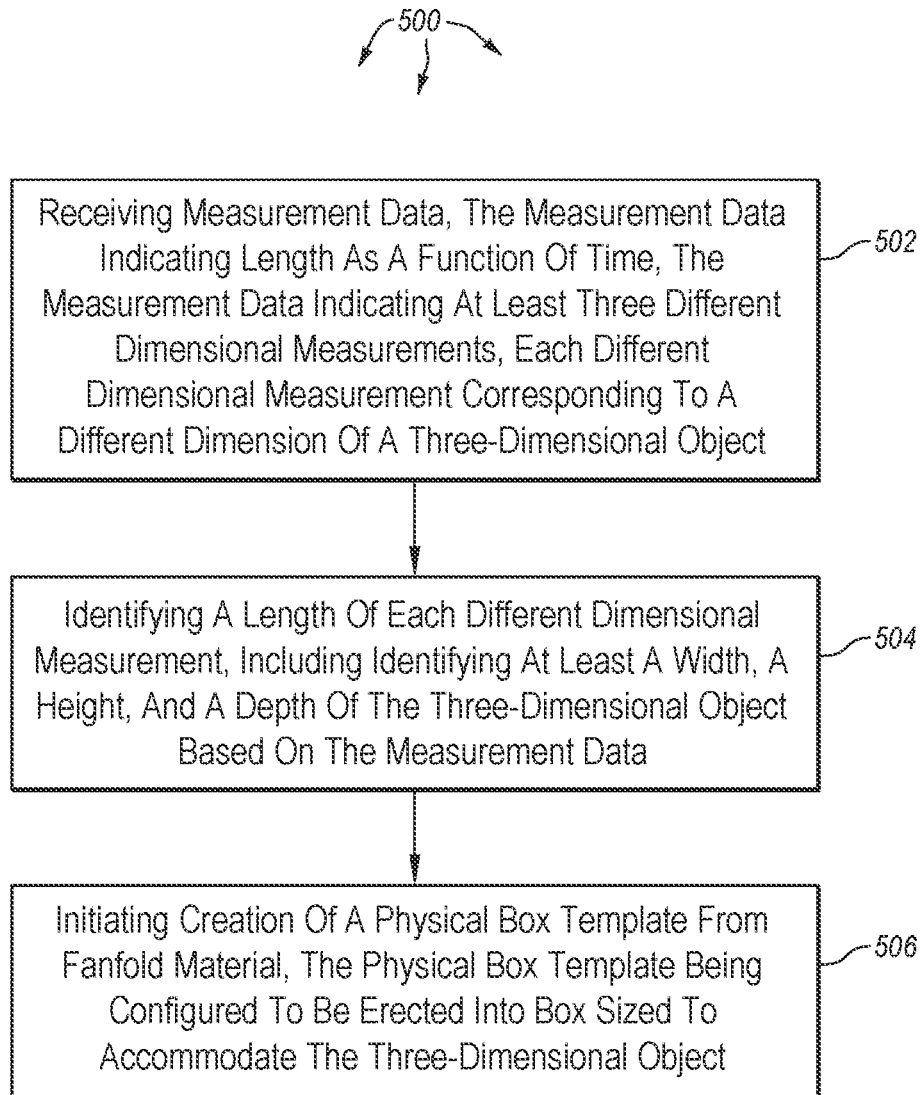 500
Receiving Measurement Data, The Measurement Data
Indicating Length As A Function Of Time, The
Measurement Data Indicating At Least Three Different
Dimensional Measurements, Each Different
Dimensional Measurement Corresponding To A
Different Dimension Of A Three-Dimensional Object
502
Identifying A Length Of Each Different Dimensional
Measurement, Including Identifying At Least A Width, A
Height, And A Depth Of The Three-Dimensional Object
Based On The Measurement Data
504
Initiating Creation Of A Physical Box Template From
Fanfold Material, The Physical Box Template Being
Configured To Be Erected Into Box Sized To
Accommodate The Three-Dimensional Object
506